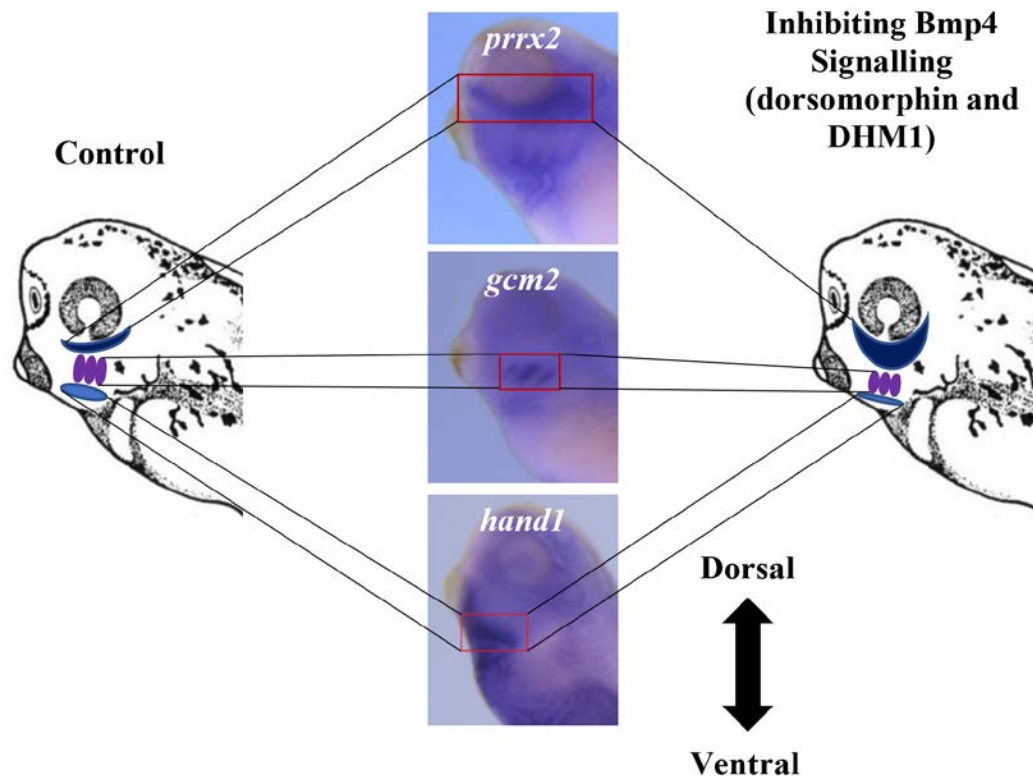 prrx2
Inhibiting Bmp4
Signalling
(dorsomorphin and
DHM1)
Control
gcm2
hand1
Dorsal
Ventral